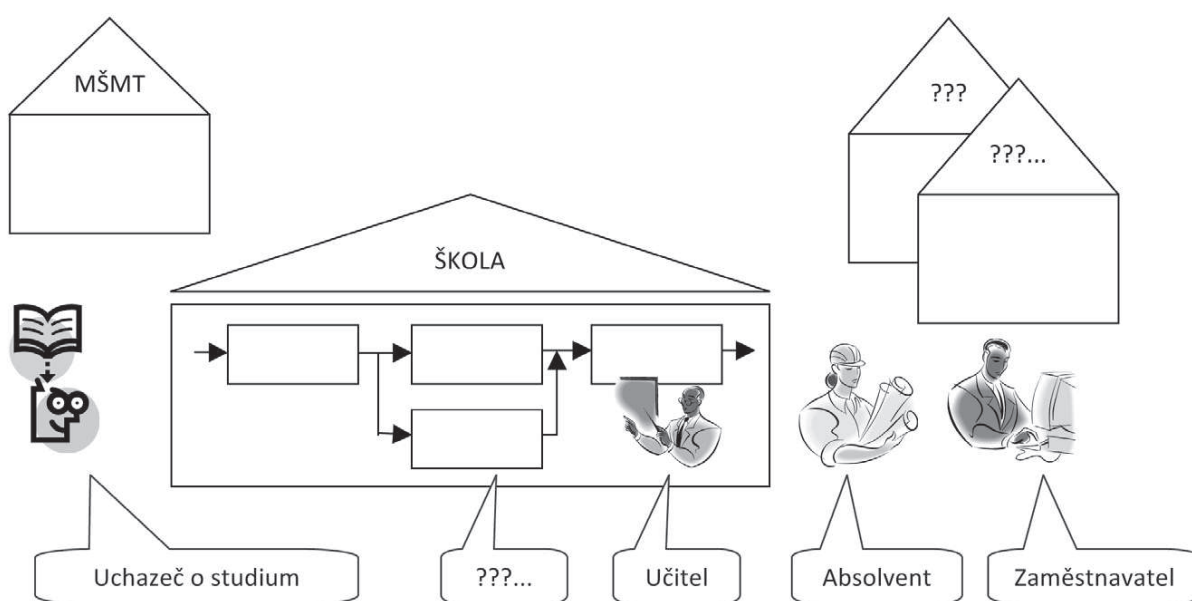 MŠMT
???
???...
ŠKOLA
Uchazeč o studium
???...
Učitel
Absolvent
Zaměstnavatel